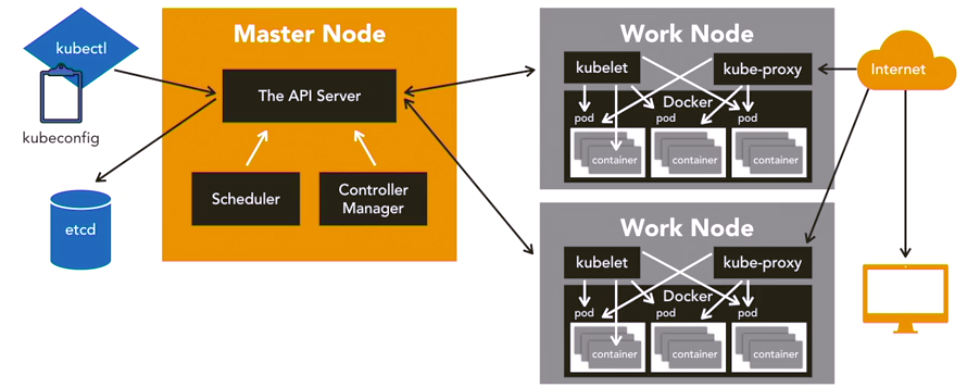 kubectl
kubeconfig
etcd
Master Node
The API Server
Scheduler
Controller
Manager
Work Node
kubelet
kube-proxy
Docker
pod
pod
pod
container
container
container
Work Node
kubelet
kube-proxy
Docker
pod
pod
pod
container
container
container
Internet